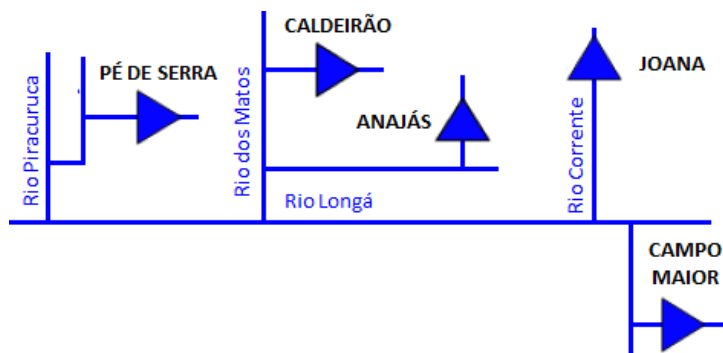 CALDEIRÃO
PÉ DE SERRA
JOANA
ANAJÁS
Rio Piracuruca
Rio dos Matos
Rio Corrente
Rio Longá
CAMPO
MAIOR